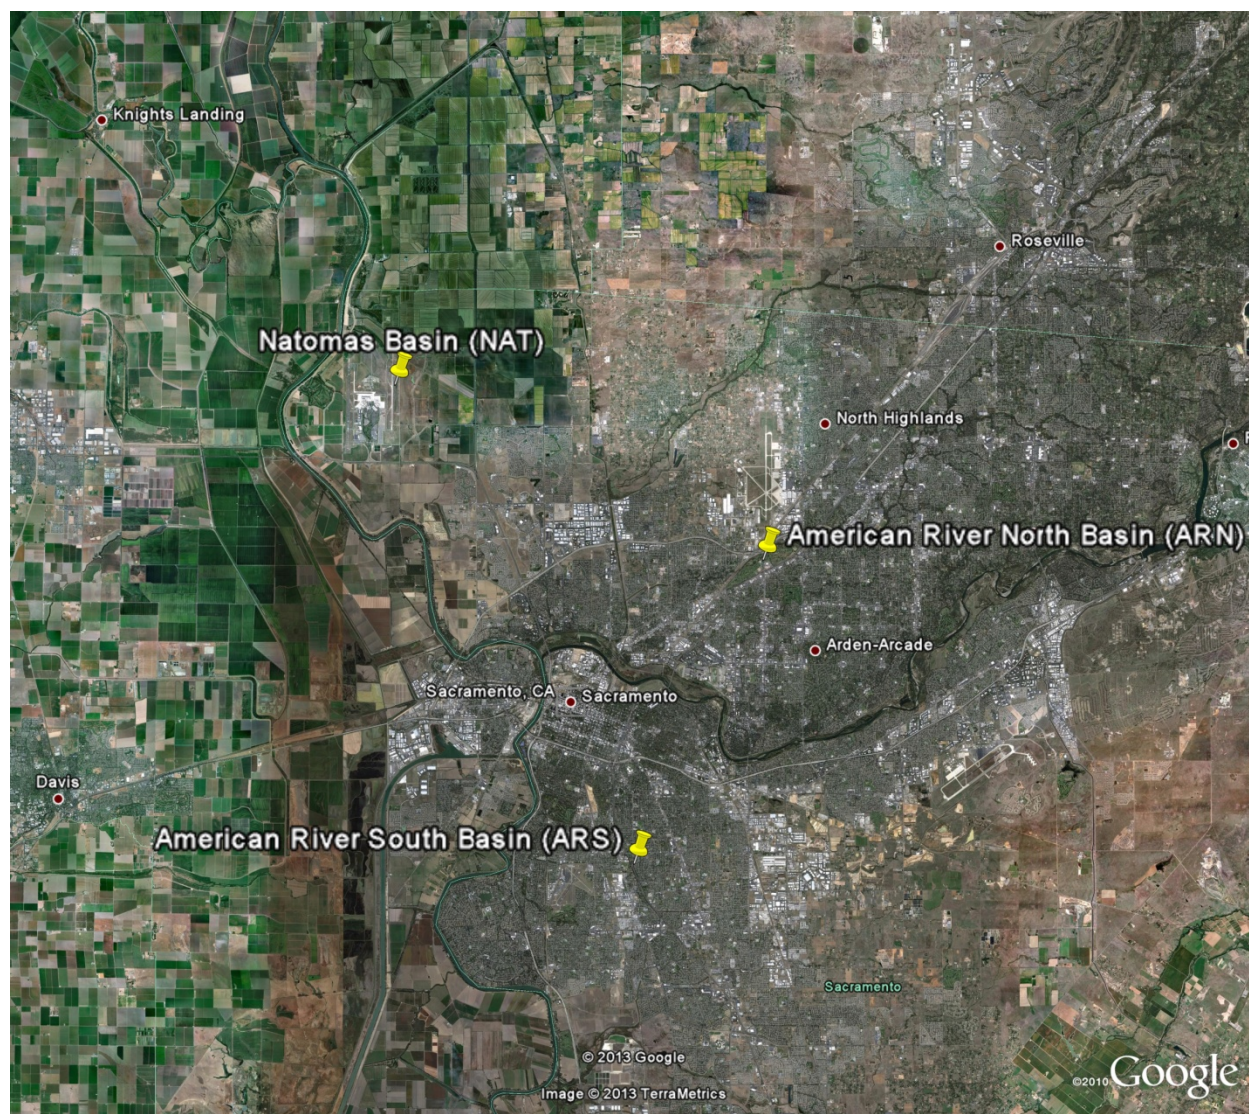 Knights Landing
Roseville
Natomas Basin (NAT)
North Highlands
American River North Basin (ARN)
Arden-Arcade
Sacramento, CA
Sacramento
Davis
American River South Basin (ARS)
Sacramento
© 2013 Google
©2010 Google
Image © 2013 TerraMetrics